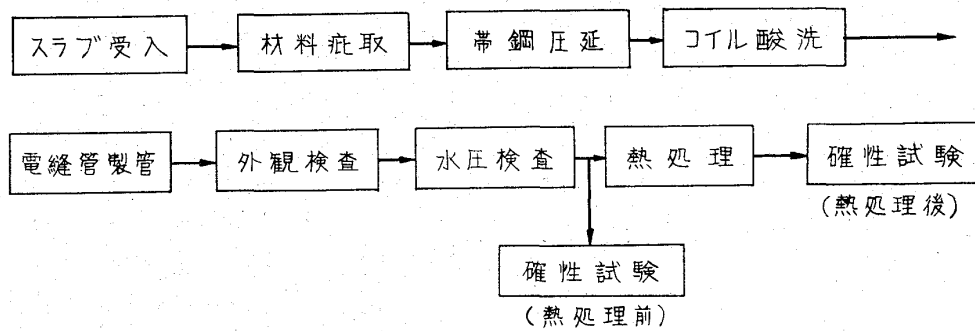 スラブ受入 材料疵取 帯鋼圧延 コイル酸洗
電縫管製管 外観検査 水圧検査 熱処理 確性試験
(熱処理後)
確性試験
(熱処理前)